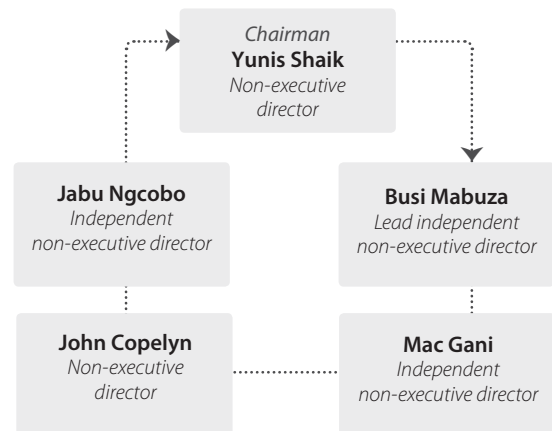 Chairman
Yunis Shaik
Non-executive
director
Jabu Ngcobo
Independent
non-executive director
Busi Mabuza
Lead independent
non-executive director
John Copelyn
Non-executive
director
Mac Gani
Independent
non-executive director